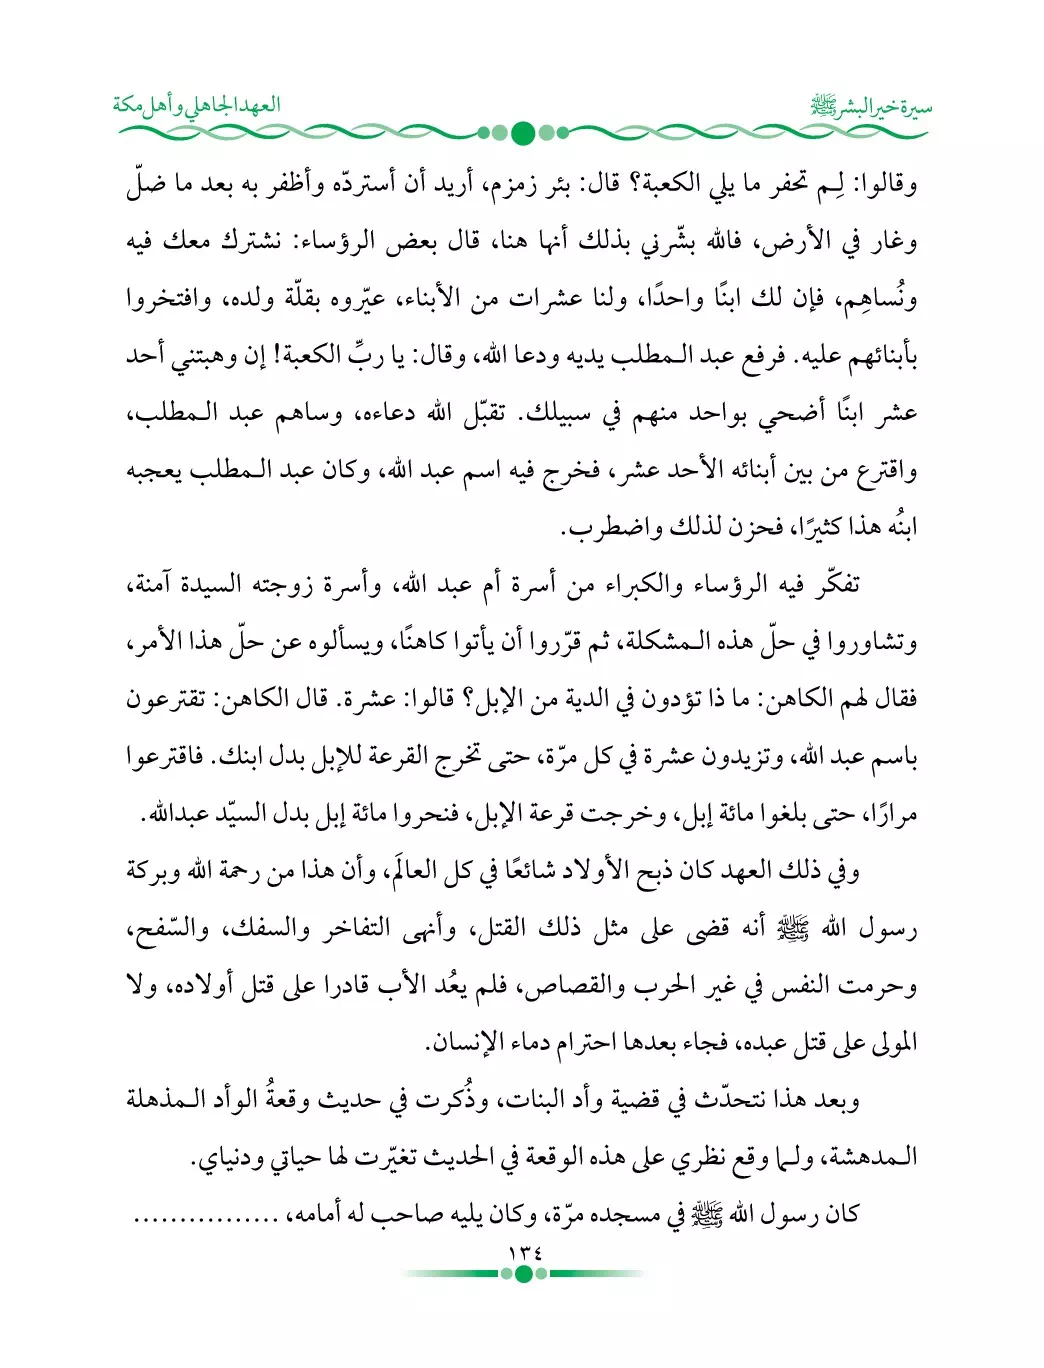 سيرة خير البشر ﷺ
العهد الجاهلي وأهل مكة
وقالوا: لِـم تحفر ما يلي الكعبة؟ قال: بئر زمزم، أريد أن أستردّه وأظفر به بعد ما ضلّ
وغار في الأرض، فالله بشّرني بذلك أنها هنا، قال بعض الرؤساء: نشترك معك فيه
ونُساهِم، فإن لك ابنًا واحدًا، ولنا عشرات من الأبناء، عيّروه بقلّة ولده، وافتخروا
بأبنائهم عليه. فرفع عبد الـمطلب يديه ودعا الله، وقال: يا ربِّ الكعبة! إن وهبتني أحد
عشر ابنًا أضحي بواحد منهم في سبيلك. تقبّل الله دعاءه، وساهم عبد الـمطلب،
واقترع من بين أبنائه الأحد عشر، فخرج فيه اسم عبد الله، وكان عبد الـمطلب يعجبه
ابنُه هذا كثيرًا، فحزن لذلك واضطرب.
تفكّر فيه الرؤساء والكبراء من أسرة أم عبد الله، وأسرة زوجته السيدة آمنة،
وتشاوروا في حلّ هذه الـمشكلة، ثم قرّروا أن يأتوا كاهنًا، ويسألوه عن حلّ هذا الأمر،
فقال لهم الكاهن: ما ذا تؤدون في الدية من الإبل؟ قالوا: عشرة. قال الكاهن: تقترعون
باسم عبد الله، وتزيدون عشرة في كل مرّة، حتى تخرج القرعة للإبل بدل ابنك. فاقترعوا
مرارًا، حتى بلغوا مائة إبل، وخرجت قرعة الإبل، فنحروا مائة إبل بدل السيّد عبدالله.
وفي ذلك العهد كان ذبح الأولاد شائعًا في كل العالَم، وأن هذا من رحمة الله وبركة
رسول الله ﷺ أنه قضى على مثل ذلك القتل، وأنهى التفاخر والسفك، والسّفح،
وحرمت النفس في غير الحرب والقصاص، فلم يعُد الأب قادرا على قتل أولاده، ولا
المولى على قتل عبده، فجاء بعدها احترام دماء الإنسان.
وبعد هذا نتحدّث في قضية وأد البنات، وذُكرت في حديث وقعةُ الوأد الـمذهلة
الـمدهشة، ولـما وقع نظري على هذه الوقعة في الحديث تغيّرت لها حياتي ودنياي.
كان رسول الله ﷺ في مسجده مرّة، وكان يليه صاحب له أمامه، ................
١٣٤